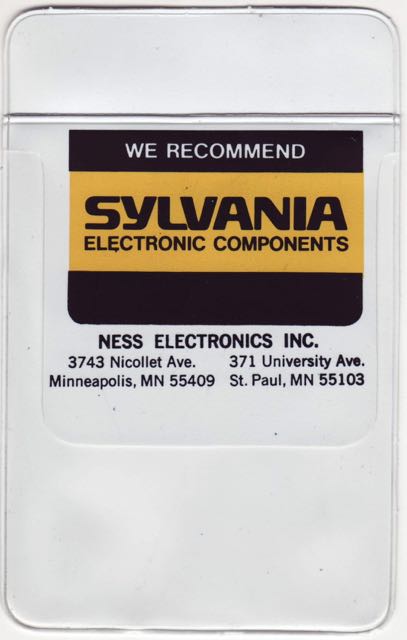 WE RECOMMEND
SYLVANIA
ELECTRONIC COMPONENTS
NESS ELECTRONICS INC.
3743 Nicollet Ave. 371 University Ave.
Minneapolis, MN 55409 St. Paul, MN 55103